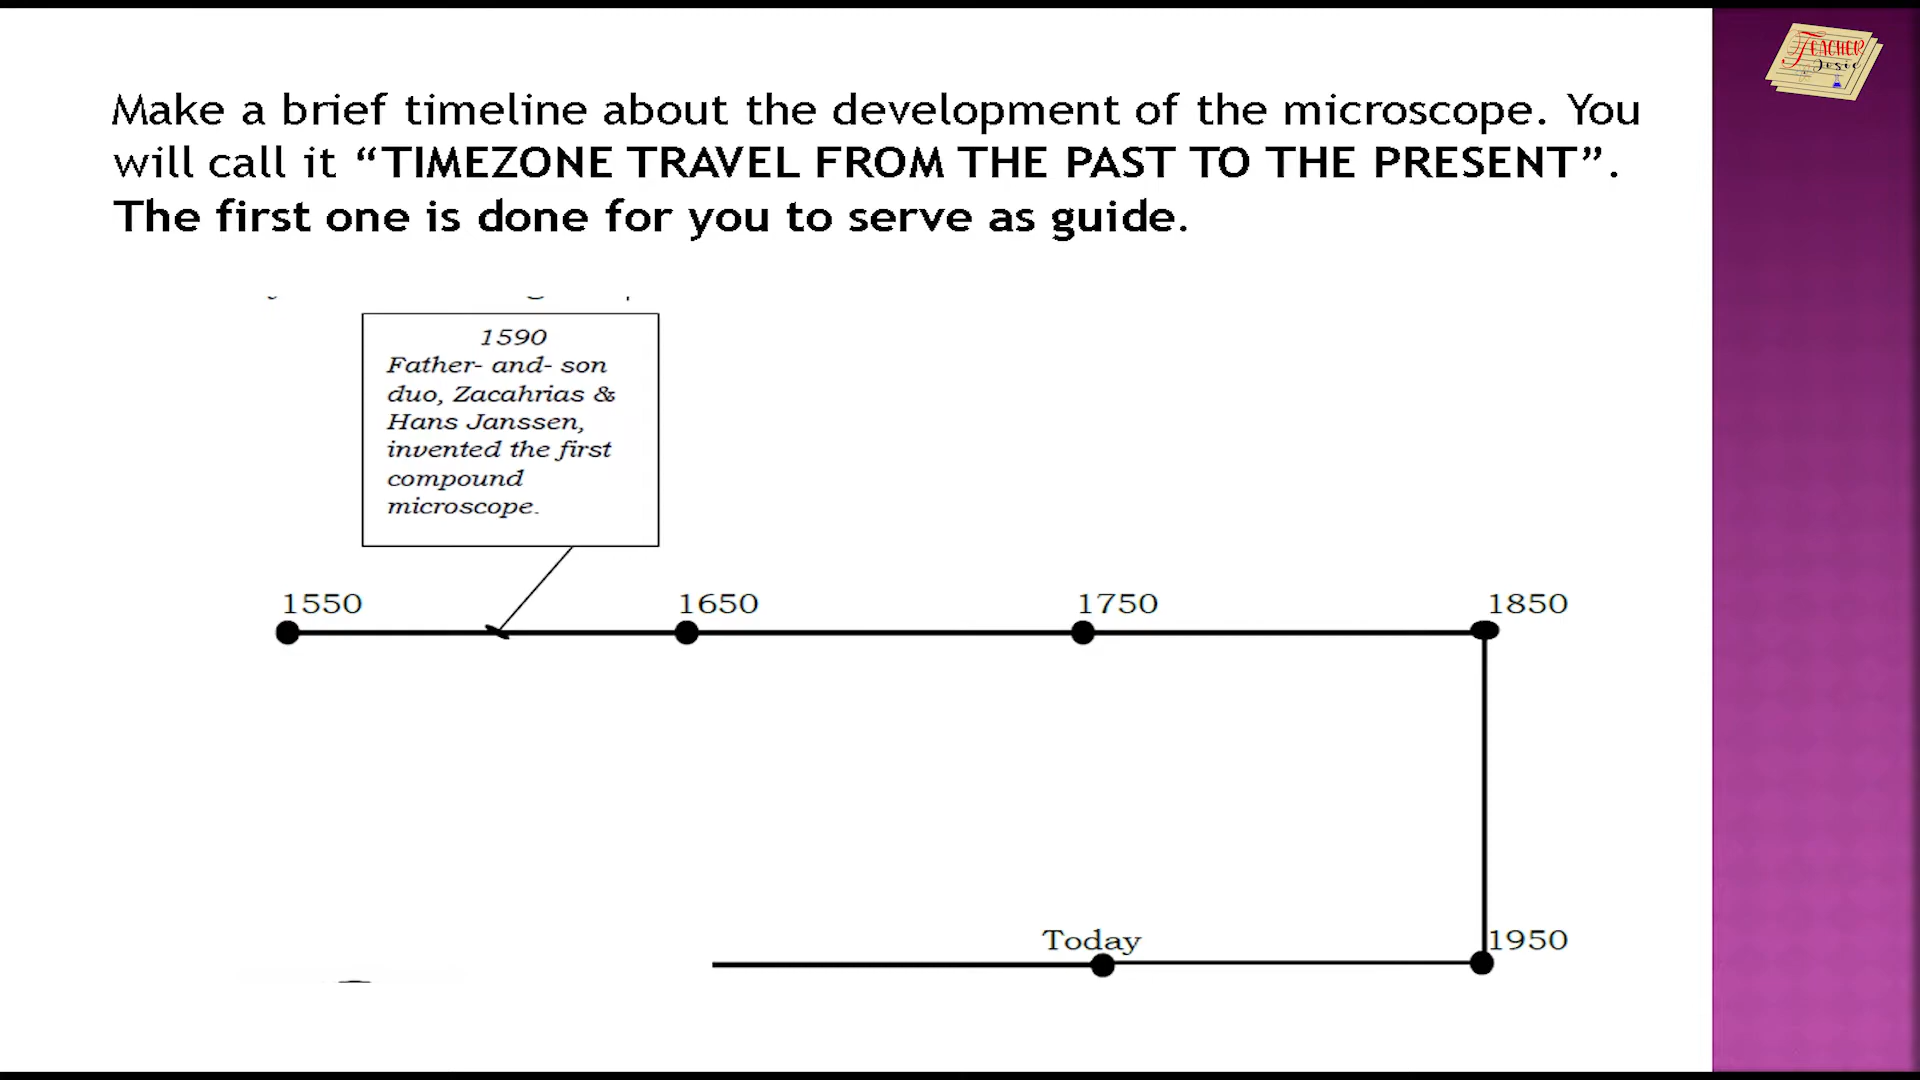 TEACHER
Josie
Make a brief timeline about the development of the microscope. You
will call it “TIMEZONE TRAVEL FROM THE PAST TO THE PRESENT”.
The first one is done for you to serve as guide.
1590
Father- and- son
duo, Zacahrias &
Hans Janssen,
invented the first
compound
microscope.
1550 1650 1750 1850
Today 1950